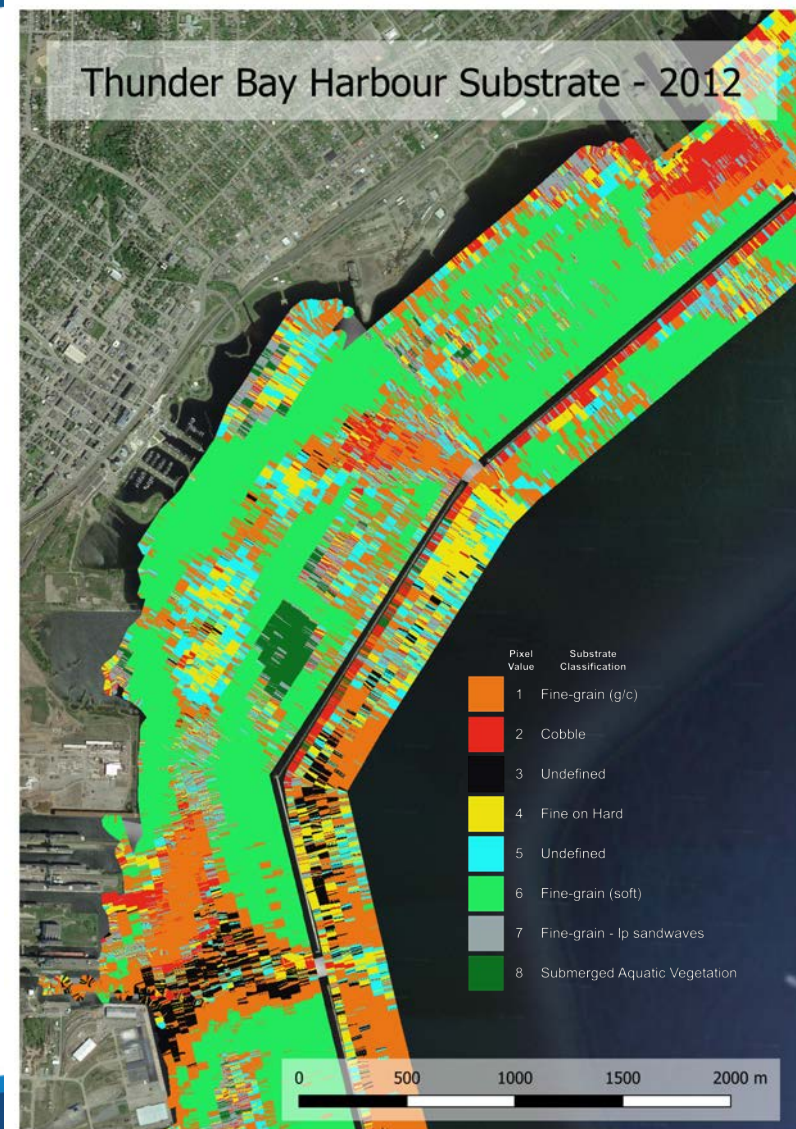 Thunder Bay Harbour Substrate - 2012
Pixel Value Substrate Classification
1 Fine-grain (g/c)
2 Cobble
3 Undefined
4 Fine on Hard
5 Undefined
6 Fine-grain (soft)
7 Fine-grain - lp sandwaves
8 Submerged Aquatic Vegetation
0 500 1000 1500 2000 m